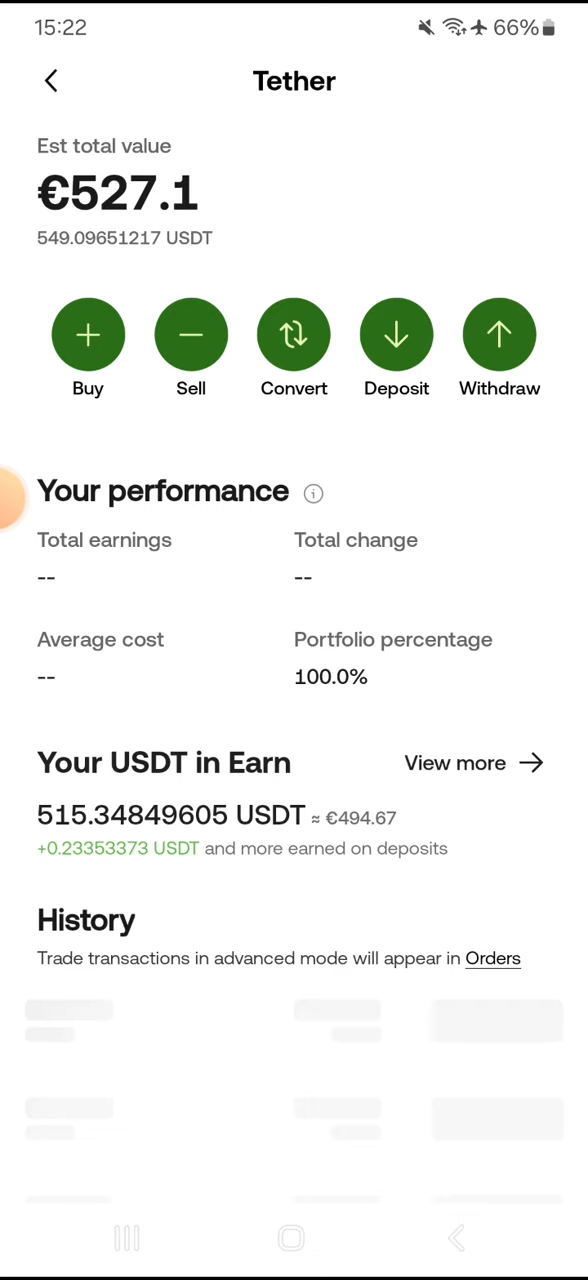 15:22 66%
Tether
Est total value
€527.1
549.09651217 USDT
Buy Sell Convert Deposit Withdraw
Your performance
Total earnings Total change
-- --
Average cost Portfolio percentage
-- 100.0%
Your USDT in Earn View more
515.34849605 USDT ≈ €494.67
+0.23353373 USDT and more earned on deposits
History
Trade transactions in advanced mode will appear in Orders